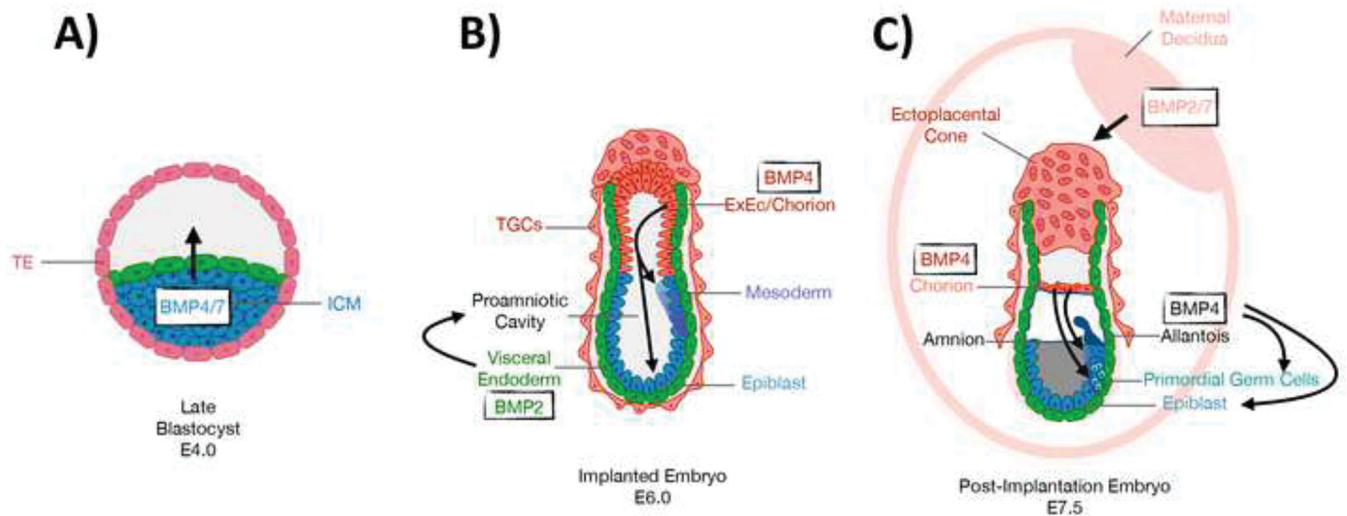 A)
TE
BMP4/7
ICM
Late
Blastocyst
E4.0
B)
BMP4
ExEc/Chorion
TGCs
Mesoderm
Proamniotic
Cavity
Visceral
Endoderm
BMP2
Epiblast
Implanted Embryo
E6.0
C)
Maternal
Decidua
BMP2/7
Ectoplacental
Cone
BMP4
Chorion
BMP4
Amnion
Allantois
Primordial Germ Cells
Epiblast
Post-Implantation Embryo
E7.5